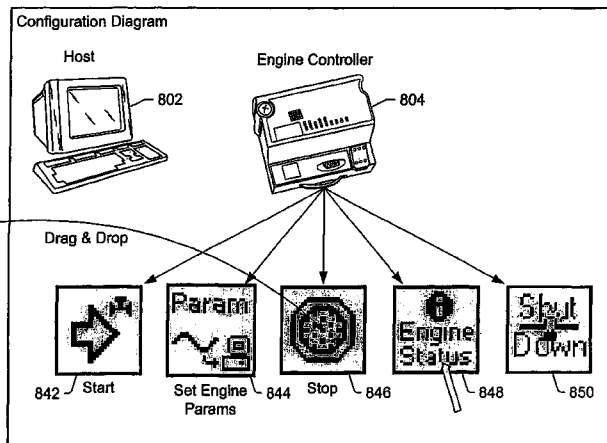 Configuration Diagram
Host
Engine Controller
802
804
Drag & Drop
Param
Engine
Status
Shut
Down
842 Start
Set Engine
Params
844
Stop
846
848
850